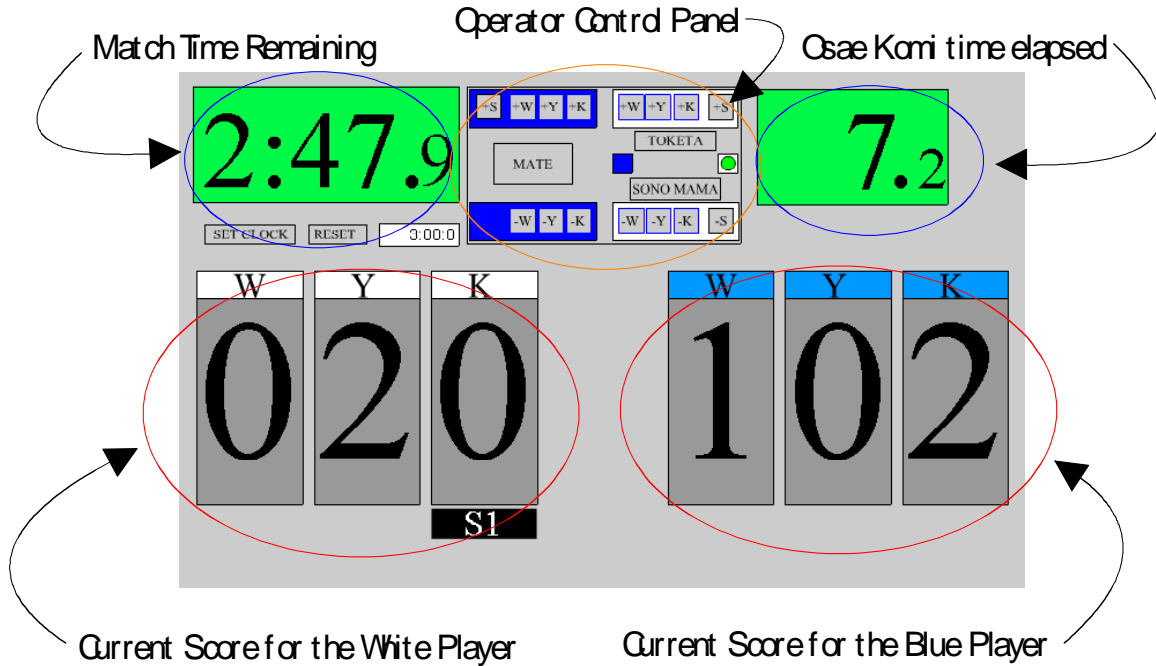 Operator Control Panel
Match Time Remaining
Osae Komi time elapsed
2:47.9
+S +W +Y +K
+W +Y +K +S
7.2
TOKETA
MATE
SONO MAMA
-W -Y -K
-W -Y -K -S
SET CLOCK RESET 3:00:0
W Y K
W Y K
0 2 0
1 0 2
S1
Current Score for the White Player
Current Score for the Blue Player